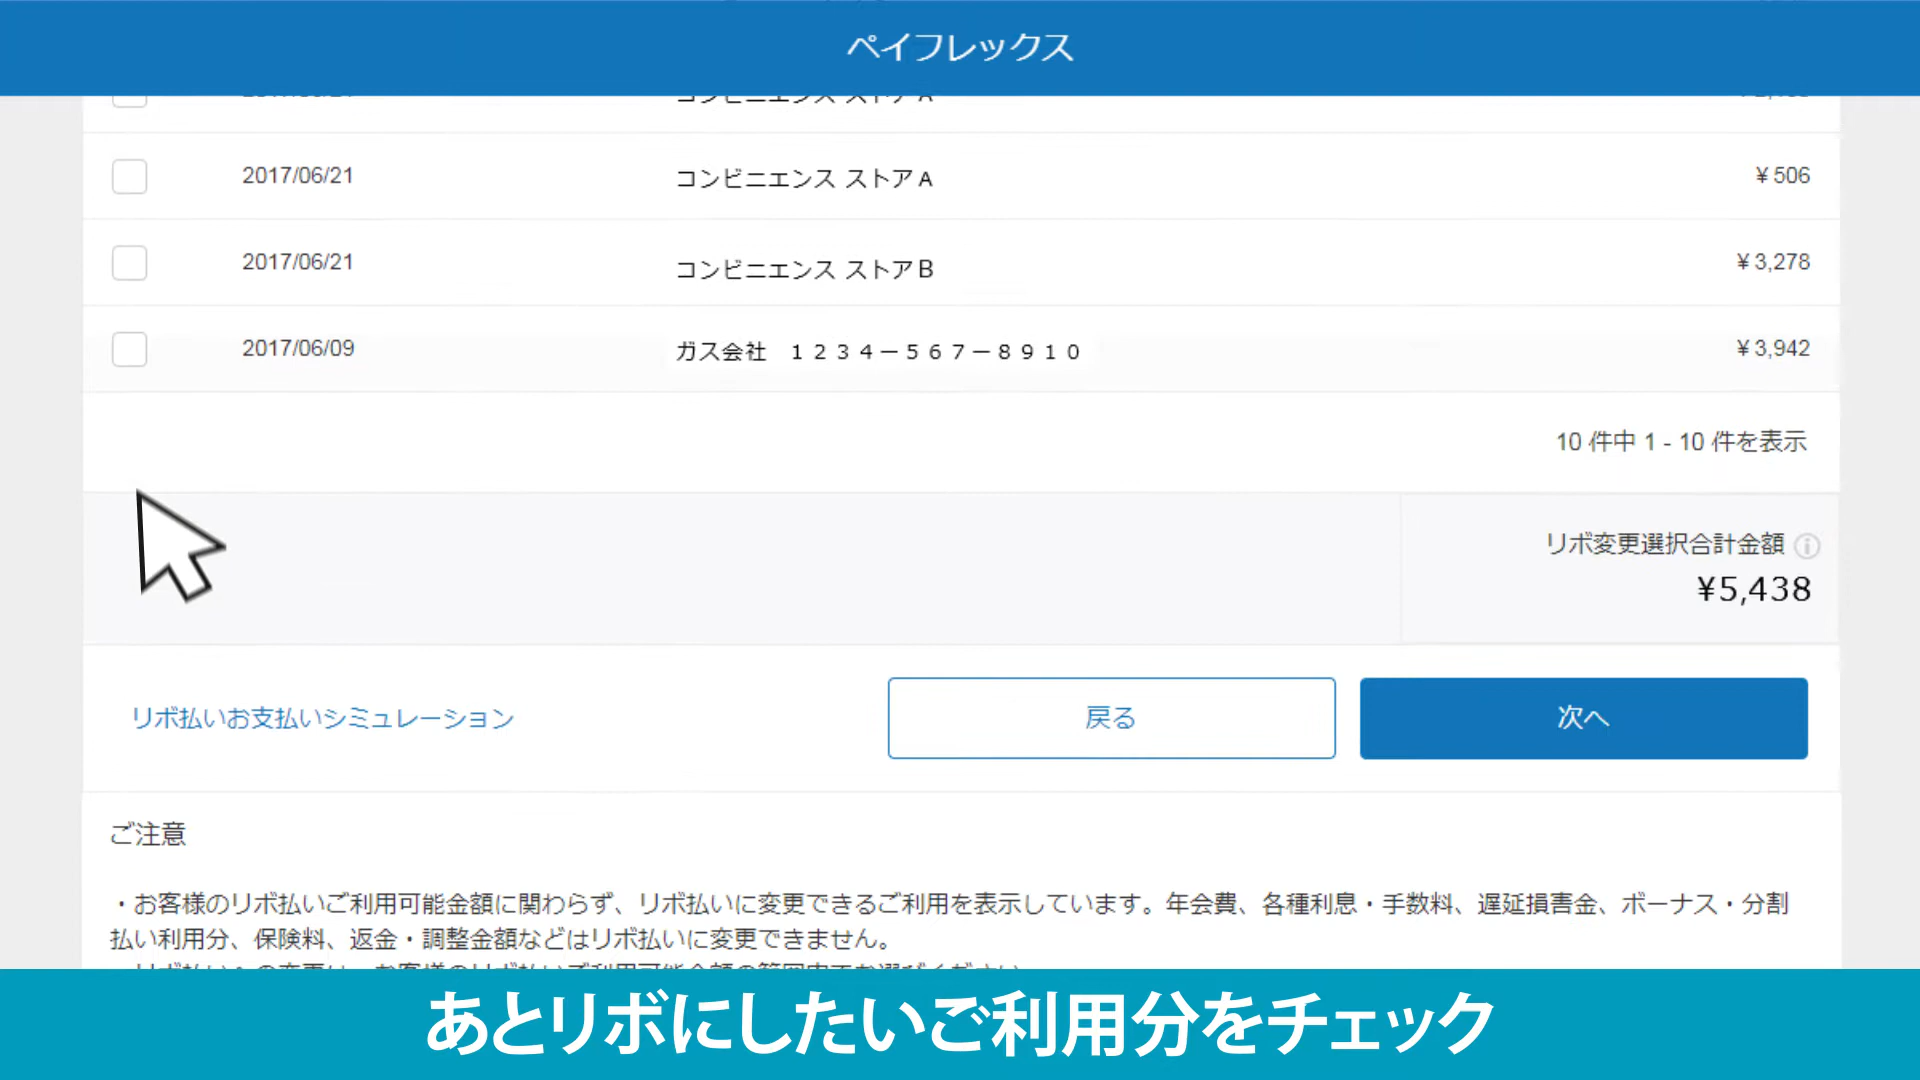 ペイフレックス
2017/06/21 コンビニエンス ストアA ¥506
2017/06/21 コンビニエンス ストアB ¥3,278
2017/06/09 ガス会社 1234-567-8910 ¥3,942
10 件中 1 - 10 件を表示
リボ変更選択合計金額
¥5,438
リボ払いお支払いシミュレーション 戻る 次へ
ご注意
・お客様のリボ払いご利用可能金額に関わらず、リボ払いに変更できるご利用を表示しています。年会費、各種利息・手数料、遅延損害金、ボーナス・分割
払い利用分、保険料、返金・調整金額などはリボ払いに変更できません。
あとリボにしたいご利用分をチェック